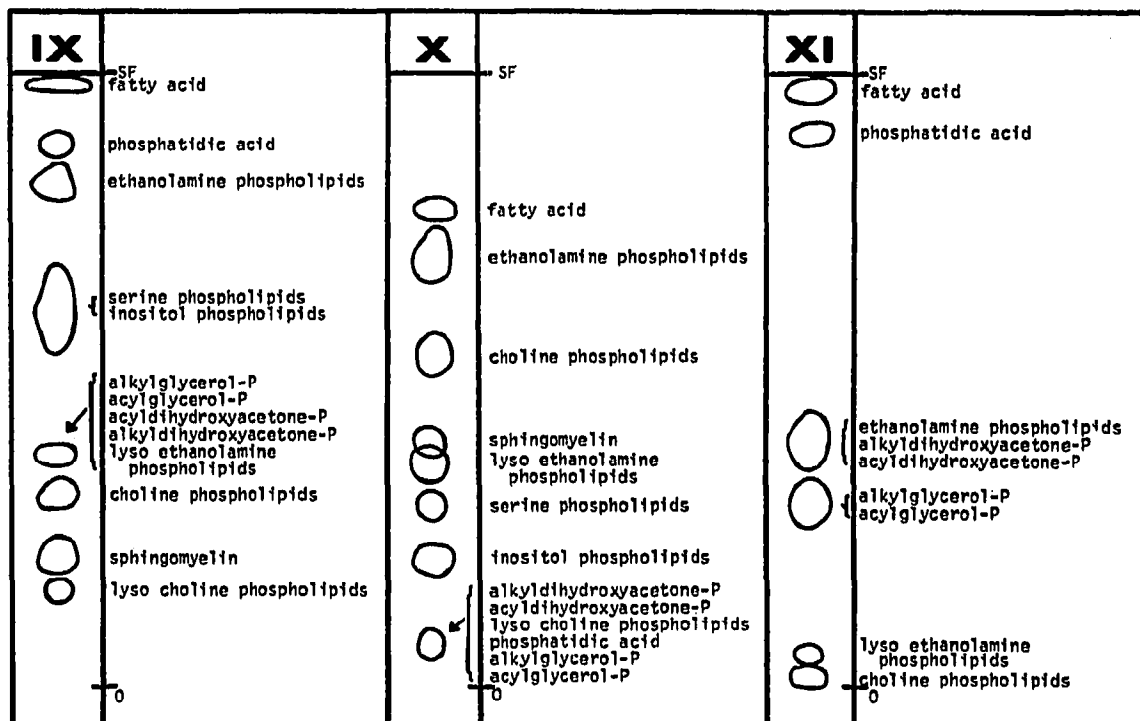 IX
SF
fatty acid
phosphatidic acid
ethanolamine phospholipids
serine phospholipids
inositol phospholipids
alkylglycerol-P
acylglycerol-P
acyldihydroxyacetone-P
alkyldihydroxyacetone-P
lyso ethanolamine
phospholipids
choline phospholipids
sphingomyelin
lyso choline phospholipids
O
X
SF
fatty acid
ethanolamine phospholipids
choline phospholipids
sphingomyelin
lyso ethanolamine
phospholipids
serine phospholipids
inositol phospholipids
alkyldihydroxyacetone-P
acyldihydroxyacetone-P
lyso choline phospholipids
phosphatidic acid
alkylglycerol-P
acylglycerol-P
O
XI
SF
fatty acid
phosphatidic acid
ethanolamine phospholipids
alkyldihydroxyacetone-P
acyldihydroxyacetone-P
alkylglycerol-P
acylglycerol-P
lyso ethanolamine
phospholipids
choline phospholipids
O